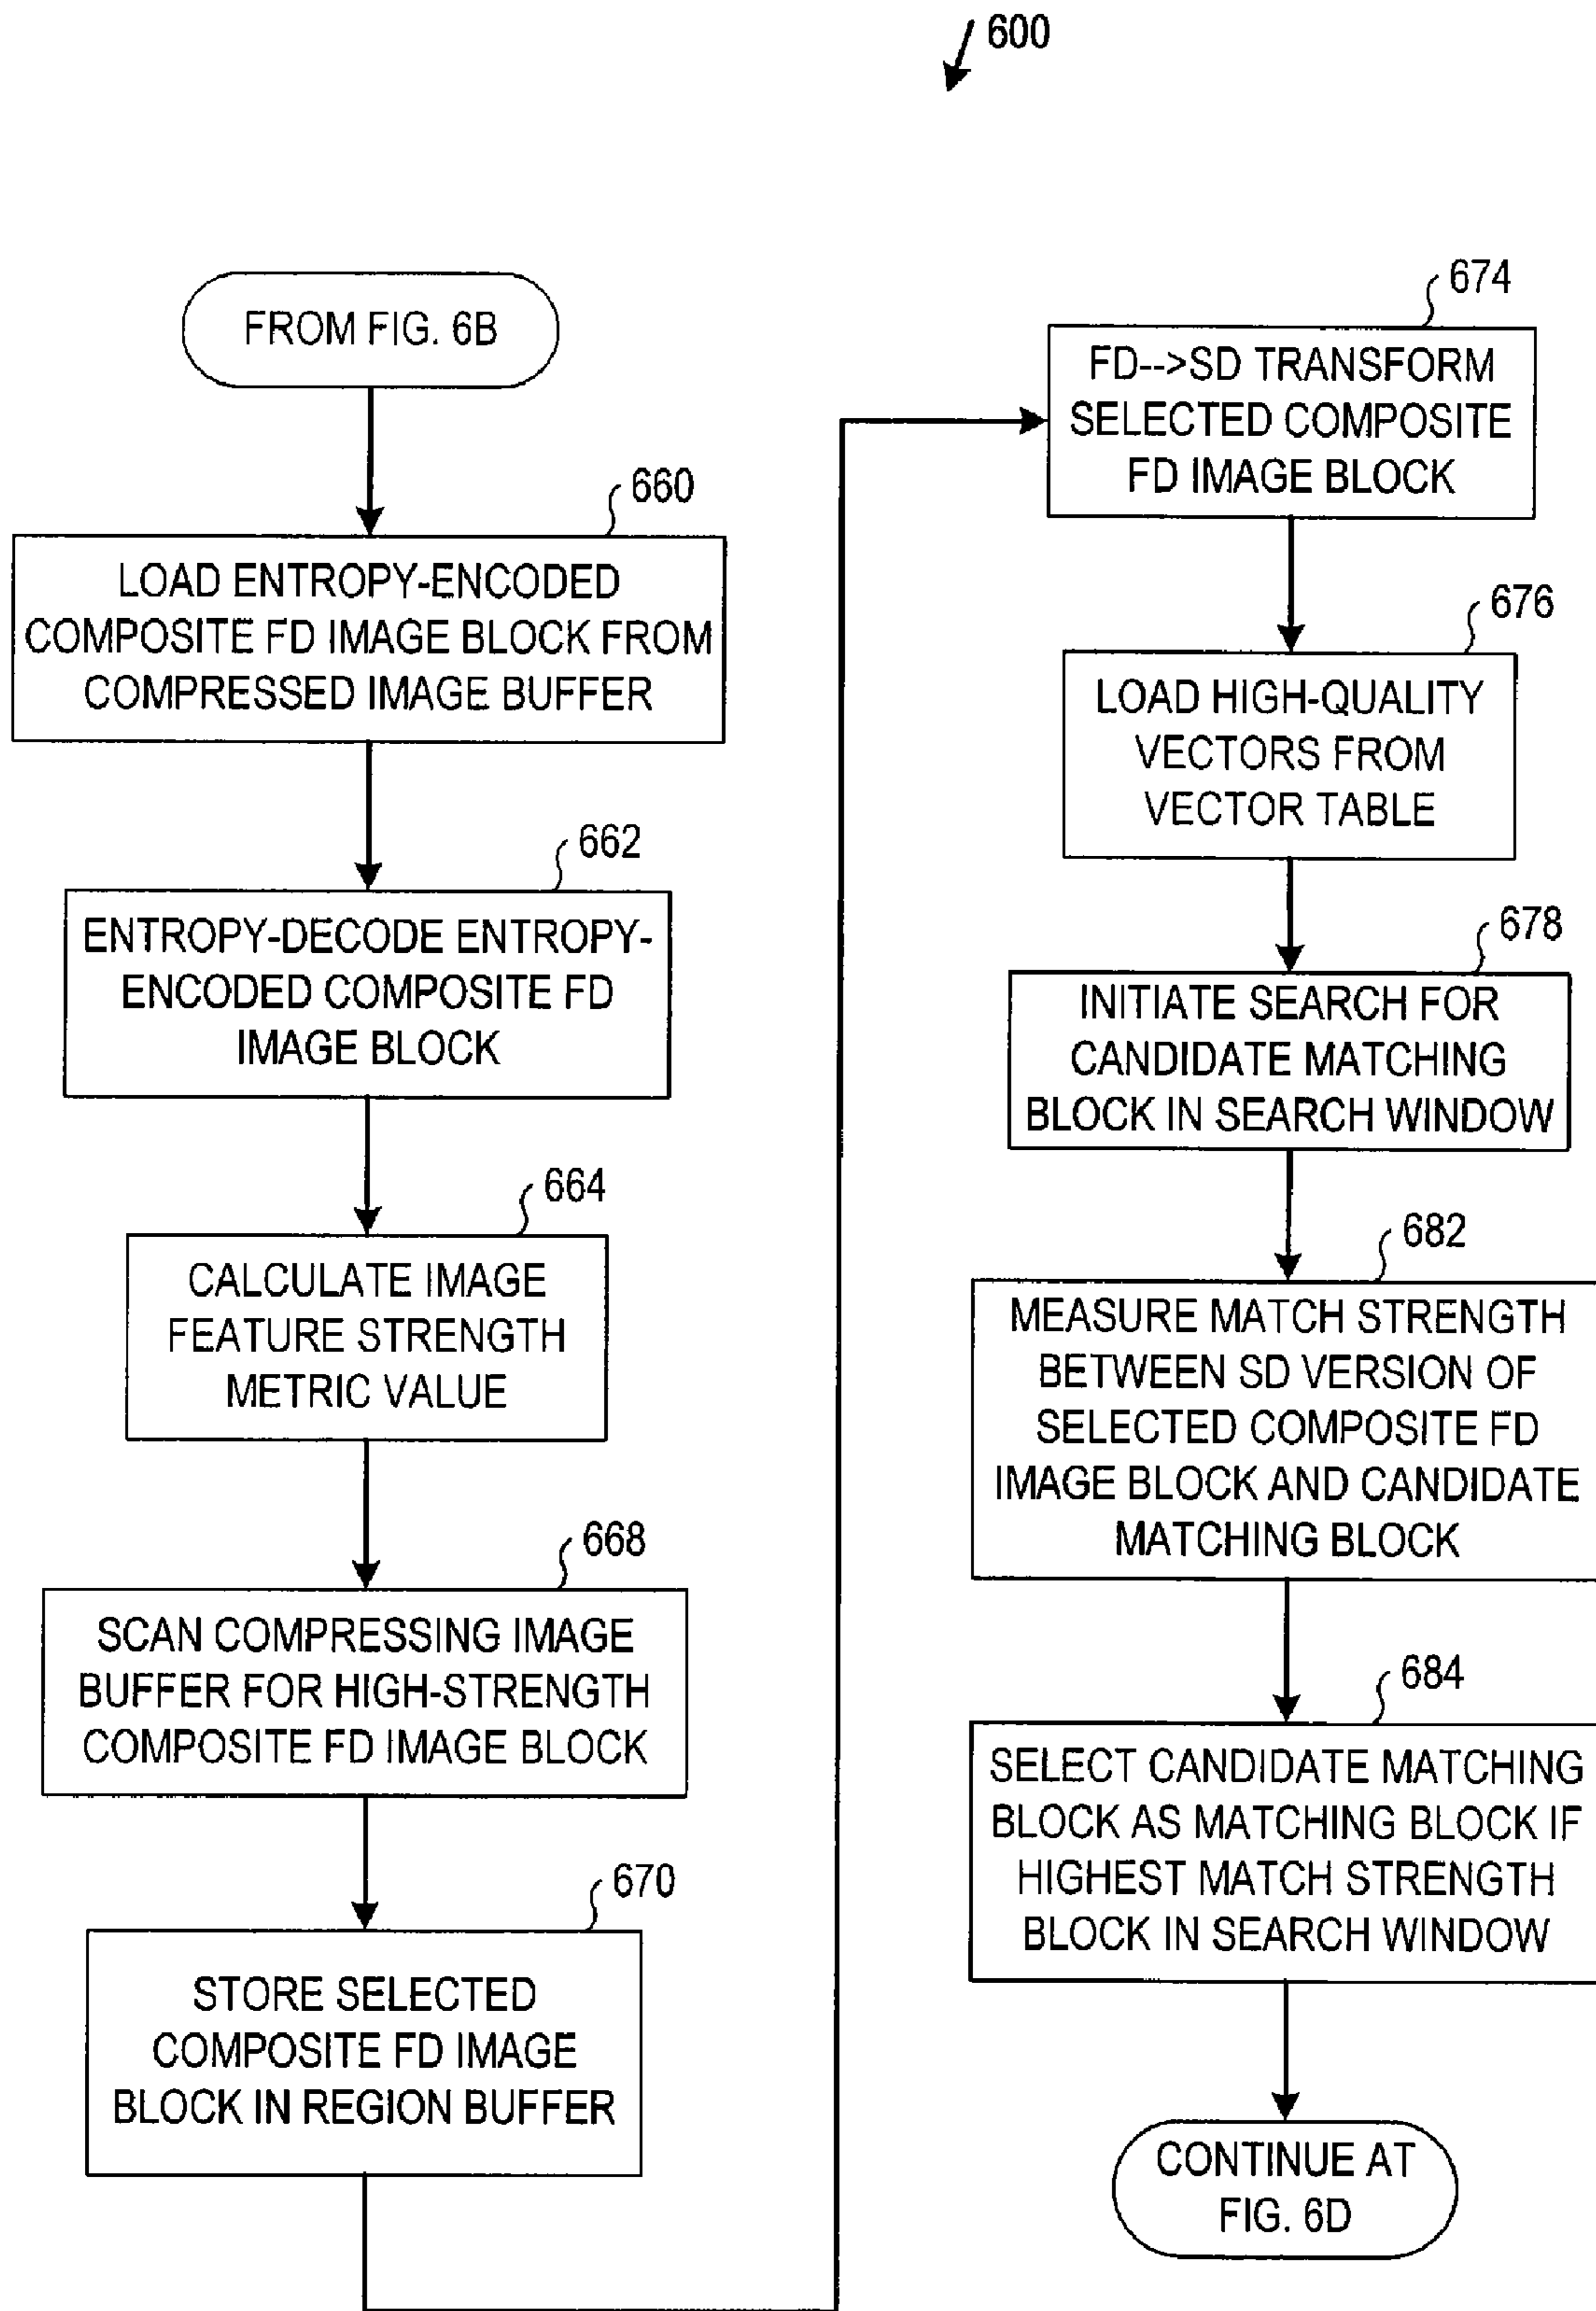 600
FROM FIG. 6B
660
LOAD ENTROPY-ENCODED
COMPOSITE FD IMAGE BLOCK FROM
COMPRESSED IMAGE BUFFER
662
ENTROPY-DECODE ENTROPY-
ENCODED COMPOSITE FD
IMAGE BLOCK
664
CALCULATE IMAGE
FEATURE STRENGTH
METRIC VALUE
668
SCAN COMPRESSING IMAGE
BUFFER FOR HIGH-STRENGTH
COMPOSITE FD IMAGE BLOCK
670
STORE SELECTED
COMPOSITE FD IMAGE
BLOCK IN REGION BUFFER
674
FD-->SD TRANSFORM
SELECTED COMPOSITE
FD IMAGE BLOCK
676
LOAD HIGH-QUALITY
VECTORS FROM
VECTOR TABLE
678
INITIATE SEARCH FOR
CANDIDATE MATCHING
BLOCK IN SEARCH WINDOW
682
MEASURE MATCH STRENGTH
BETWEEN SD VERSION OF
SELECTED COMPOSITE FD
IMAGE BLOCK AND CANDIDATE
MATCHING BLOCK
684
SELECT CANDIDATE MATCHING
BLOCK AS MATCHING BLOCK IF
HIGHEST MATCH STRENGTH
BLOCK IN SEARCH WINDOW
CONTINUE AT
FIG. 6D